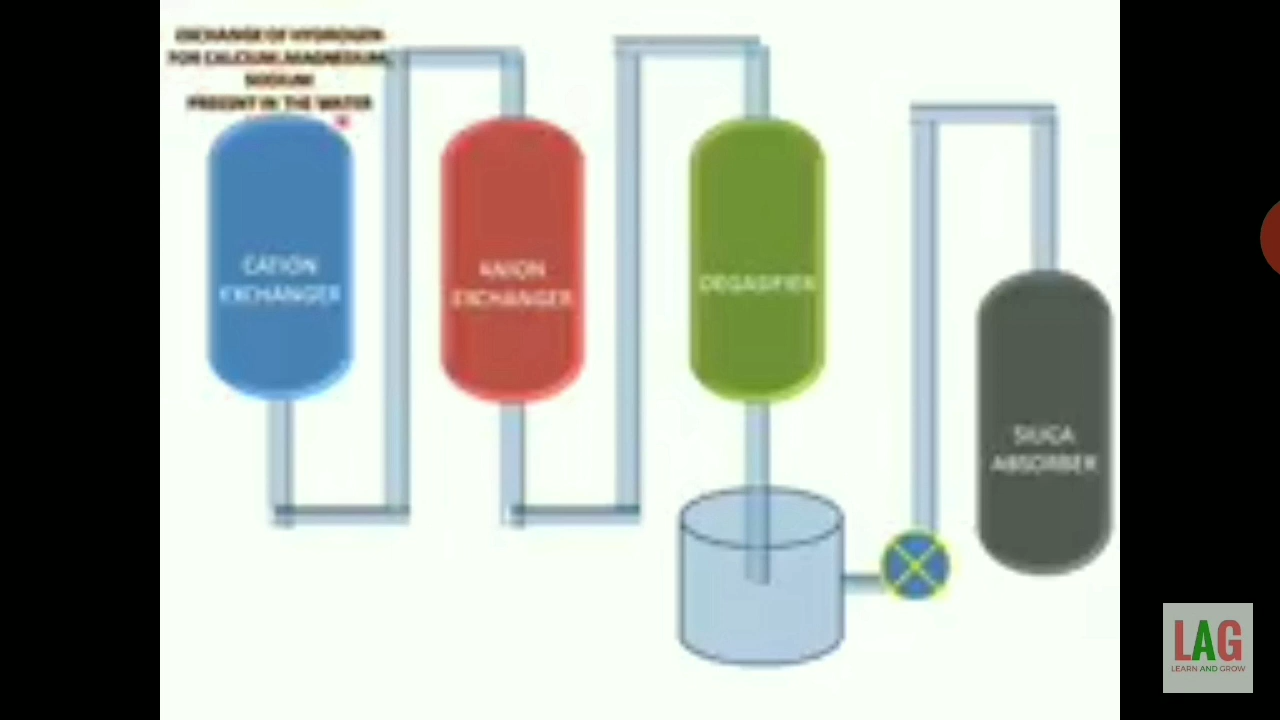 EXCHANGE OF HYDROGEN
FOR CALCIUM,MAGNESIUM,
SODIUM
PRESENT IN THE WATER
CATION
EXCHANGER
ANION
EXCHANGER
DEGASIFIER
SILICA
ABSORBER
LAG
LEARN AND GROW